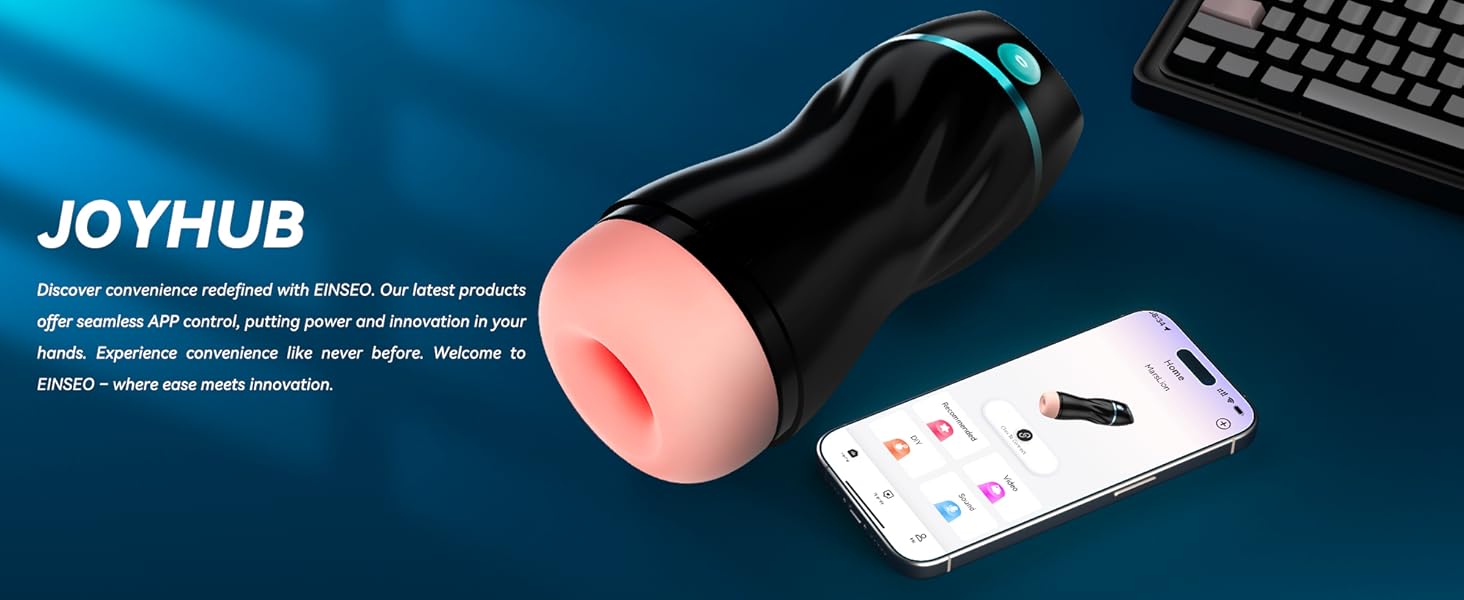 JOYHUB
Discover convenience redefined with EINSEO. Our latest products
offer seamless APP control, putting power and innovation in your
hands. Experience convenience like never before. Welcome to
EINSEO – where ease meets innovation.
Home
MarsLion
Recommended
DIY
Video
Sound